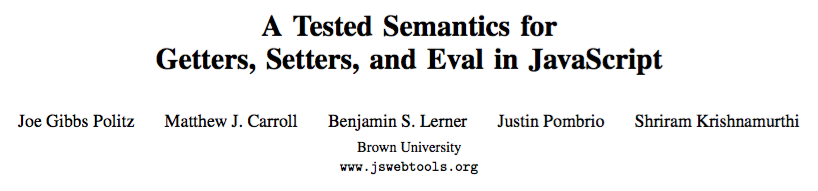 A Tested Semantics for
Getters, Setters, and Eval in JavaScript
Joe Gibbs Politz Matthew J. Carroll Benjamin S. Lerner Justin Pombrio Shriram Krishnamurthi
Brown University
www.jswebtools.org